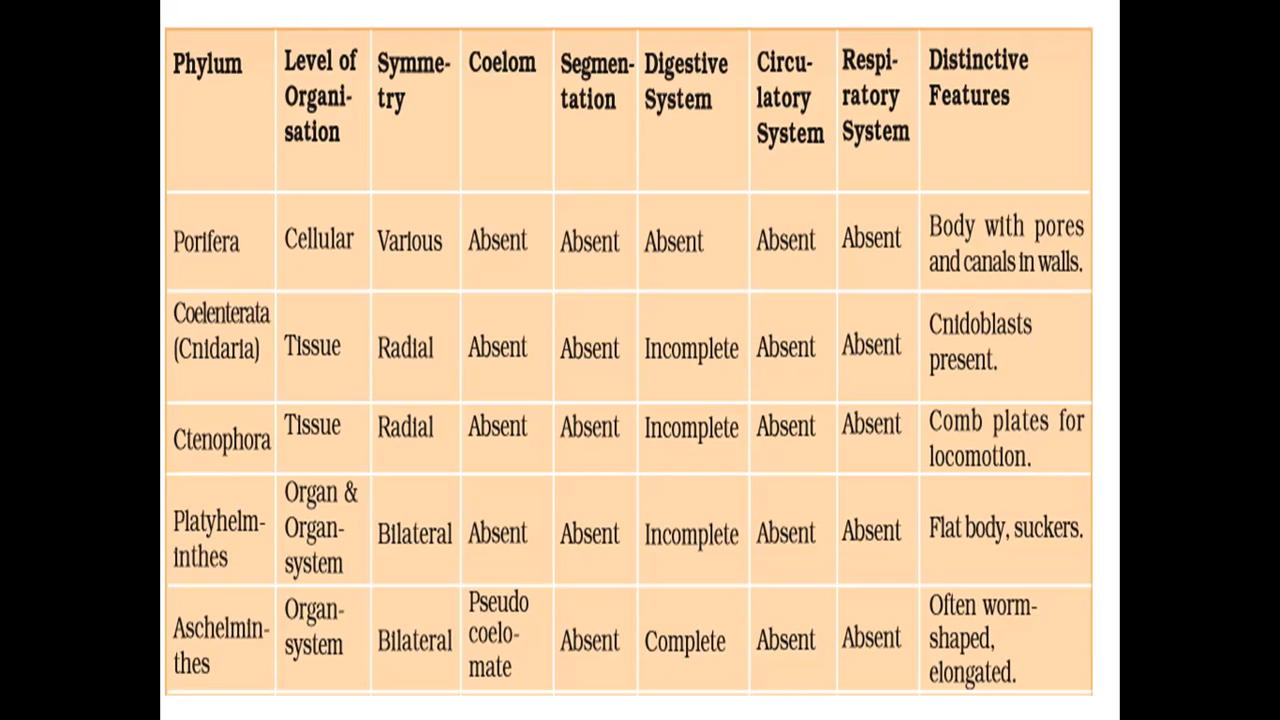 Phylum
Level of
Organi-
sation
Symme-
try
Coelom
Segmen-
tation
Digestive
System
Circu-
latory
System
Respi-
ratory
System
Distinctive
Features
Porifera
Cellular
Various
Absent
Absent
Absent
Absent
Absent
Body with pores
and canals in walls.
Coelenterata
(Cnidaria)
Tissue
Radial
Absent
Absent
Incomplete
Absent
Absent
Cnidoblasts
present.
Ctenophora
Tissue
Radial
Absent
Absent
Incomplete
Absent
Absent
Comb plates for
locomotion.
Platyhelm-
inthes
Organ &
Organ-
system
Bilateral
Absent
Absent
Incomplete
Absent
Absent
Flat body, suckers.
Aschelmin-
thes
Organ-
system
Bilateral
Pseudo
coelo-
mate
Absent
Complete
Absent
Absent
Often worm-
shaped,
elongated.